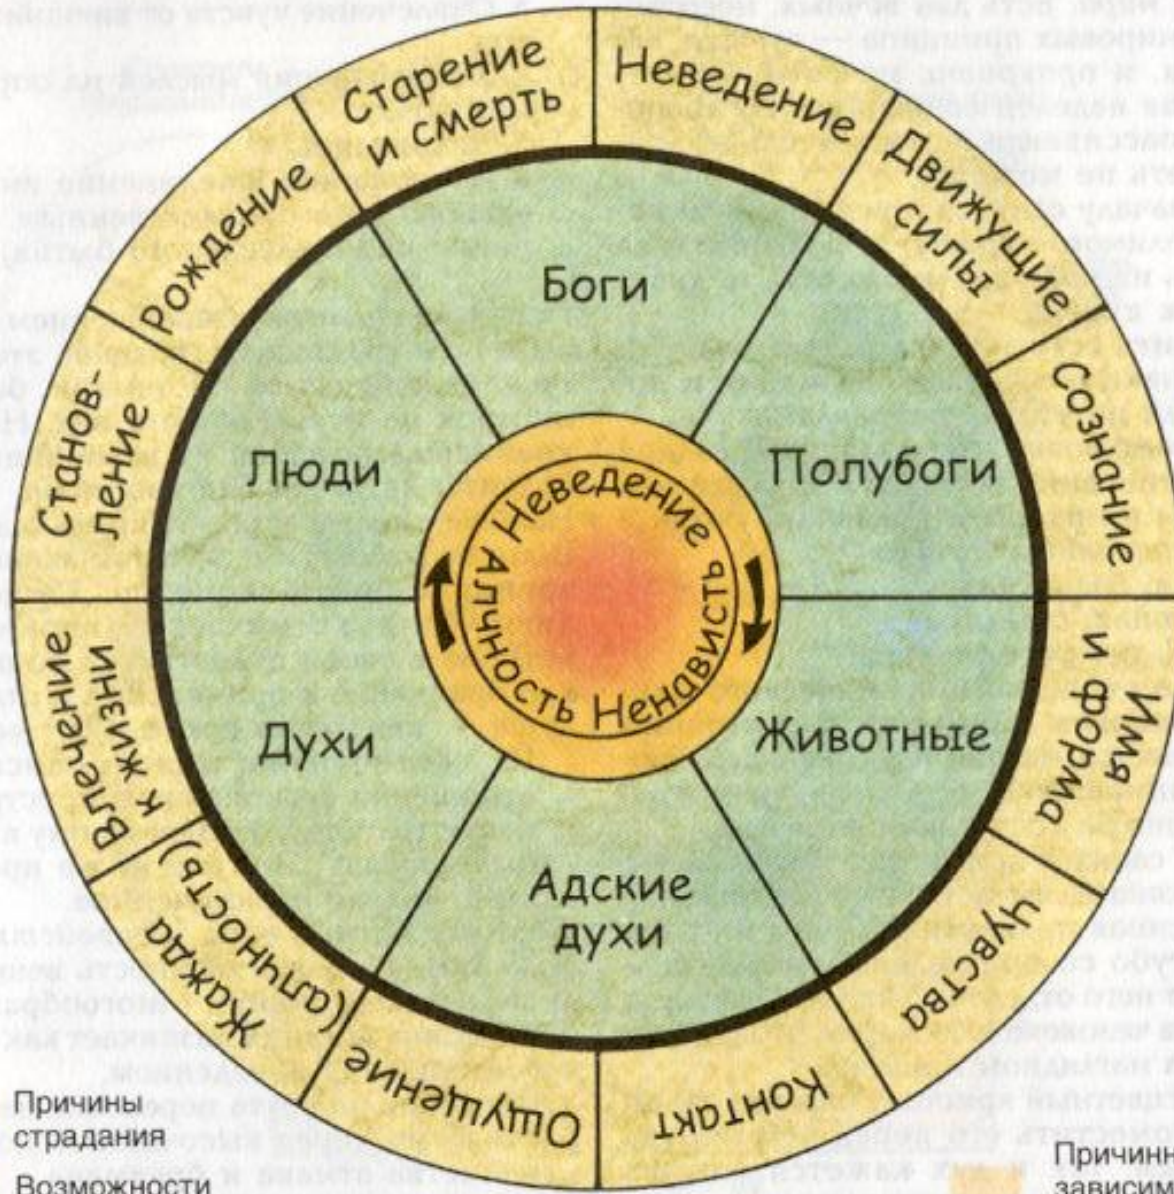 Неведение
Движущие
силы
Сознание
Имя
и форма
Чувства
Контакт
Ощущение
Жажда
(алчность)
Влечение
к жизни
Станов-
ление
Рождение
Старение
и смерть
Боги
Полубоги
Животные
Адские
духи
Духи
Люди
Неведение
Ненависть
Алчность
Причины
страдания
Возможности